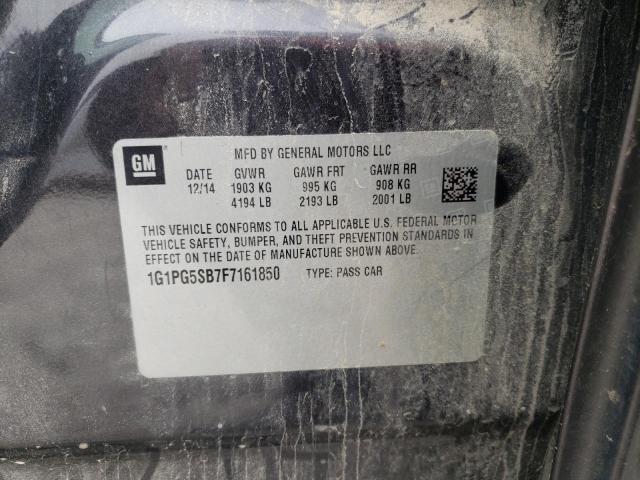 GM
MFD BY GENERAL MOTORS LLC
DATE GVWR GAWR FRT GAWR RR
12/14 1903 KG 995 KG 908 KG
4194 LB 2193 LB 2001 LB
THIS VEHICLE CONFORMS TO ALL APPLICABLE U.S. FEDERAL MOTOR
VEHICLE SAFETY, BUMPER, AND THEFT PREVENTION STANDARDS IN
EFFECT ON THE DATE OF MANUFACTURE SHOWN ABOVE.
1G1PG5SB7F7161850 TYPE: PASS CAR